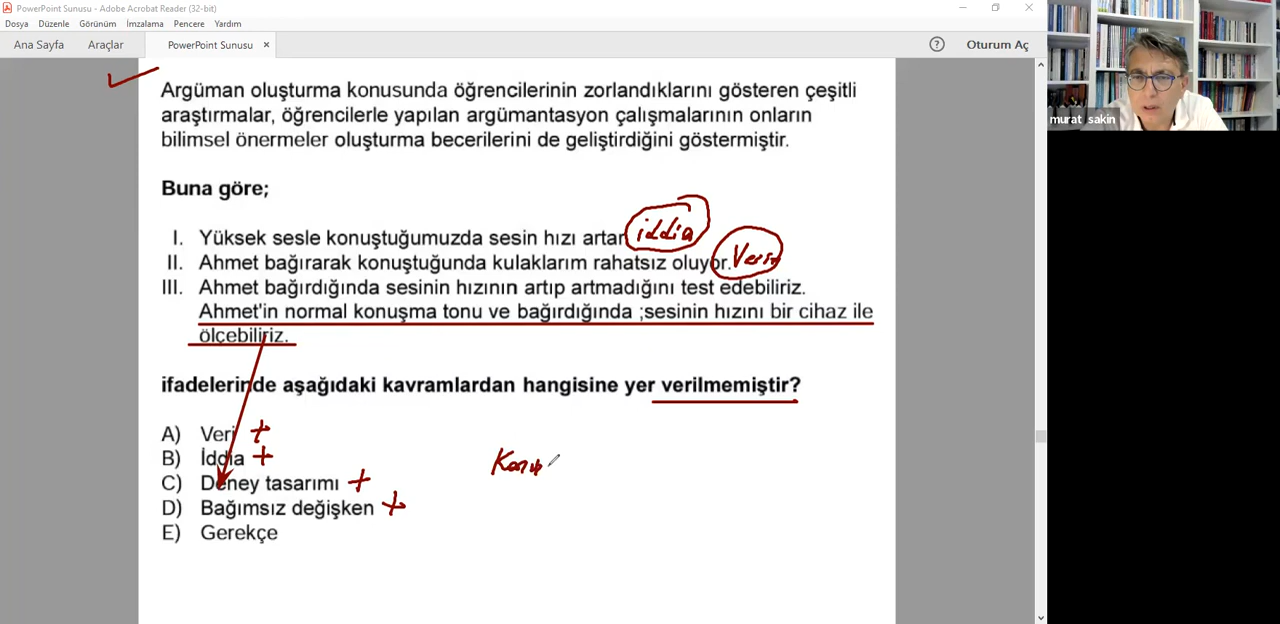 PowerPoint Sunusu - Adobe Acrobat Reader (32-bit)
Dosya Düzenle Görünüm İmzalama Pencere Yardım
Ana Sayfa Araçlar PowerPoint Sunusu × ? Oturum Aç
murat sakin
Argüman oluşturma konusunda öğrencilerinin zorlandıklarını gösteren çeşitli
araştırmalar, öğrencilerle yapılan argümantasyon çalışmalarının onların
bilimsel önermeler oluşturma becerilerini de geliştirdiğini göstermiştir.
Buna göre;
I. Yüksek sesle konuştuğumuzda sesin hızı artar iddia
II. Ahmet bağırarak konuştuğunda kulaklarım rahatsız oluyor. Veri
III. Ahmet bağırdığında sesinin hızının artıp artmadığını test edebiliriz.
Ahmet'in normal konuşma tonu ve bağırdığında ;sesinin hızını bir cihaz ile
ölçebiliriz.
ifadelerinde aşağıdaki kavramlardan hangisine yer verilmemiştir?
A) Veri +
B) İddia +
C) Deney tasarımı +
D) Bağımsız değişken +
E) Gerekçe